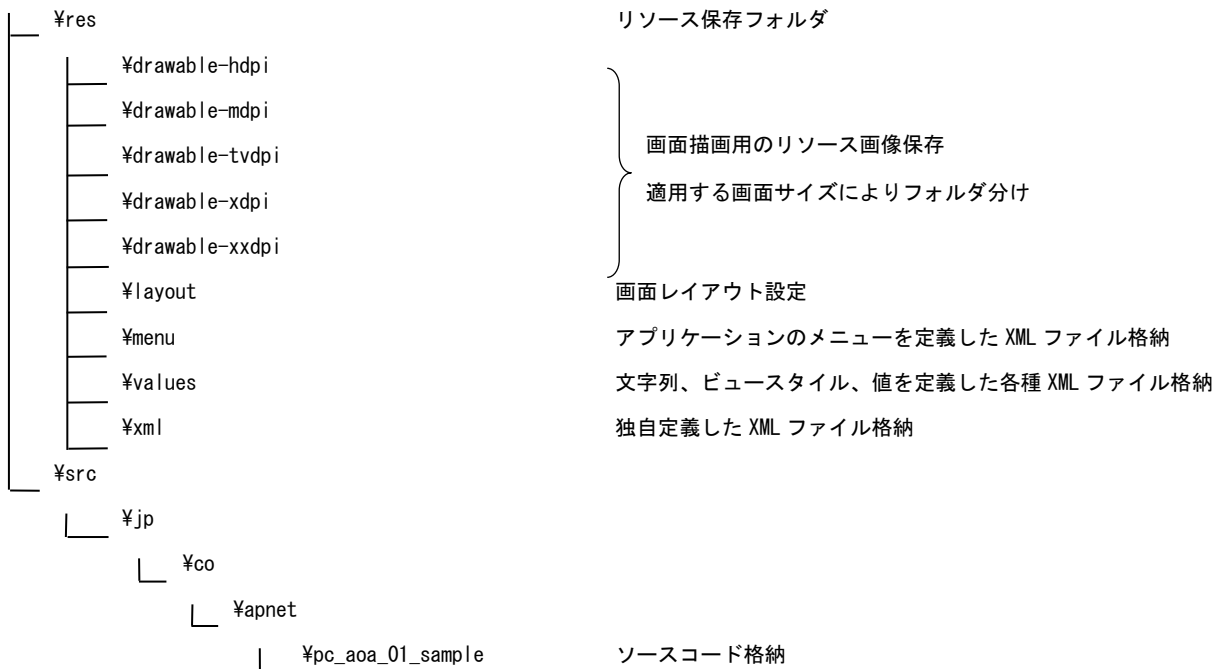 ¥res リソース保存フォルダ
¥drawable-hdpi
¥drawable-mdpi
画面描画用のリソース画像保存
¥drawable-tvdpi
適用する画面サイズによりフォルダ分け
¥drawable-xdpi
¥drawable-xxdpi
¥layout 画面レイアウト設定
¥menu アプリケーションのメニューを定義した XML ファイル格納
¥values 文字列、ビュースタイル、値を定義した各種 XML ファイル格納
¥xml 独自定義した XML ファイル格納
¥src
¥jp
¥co
¥apnet
¥pc_aoa_01_sample ソースコード格納